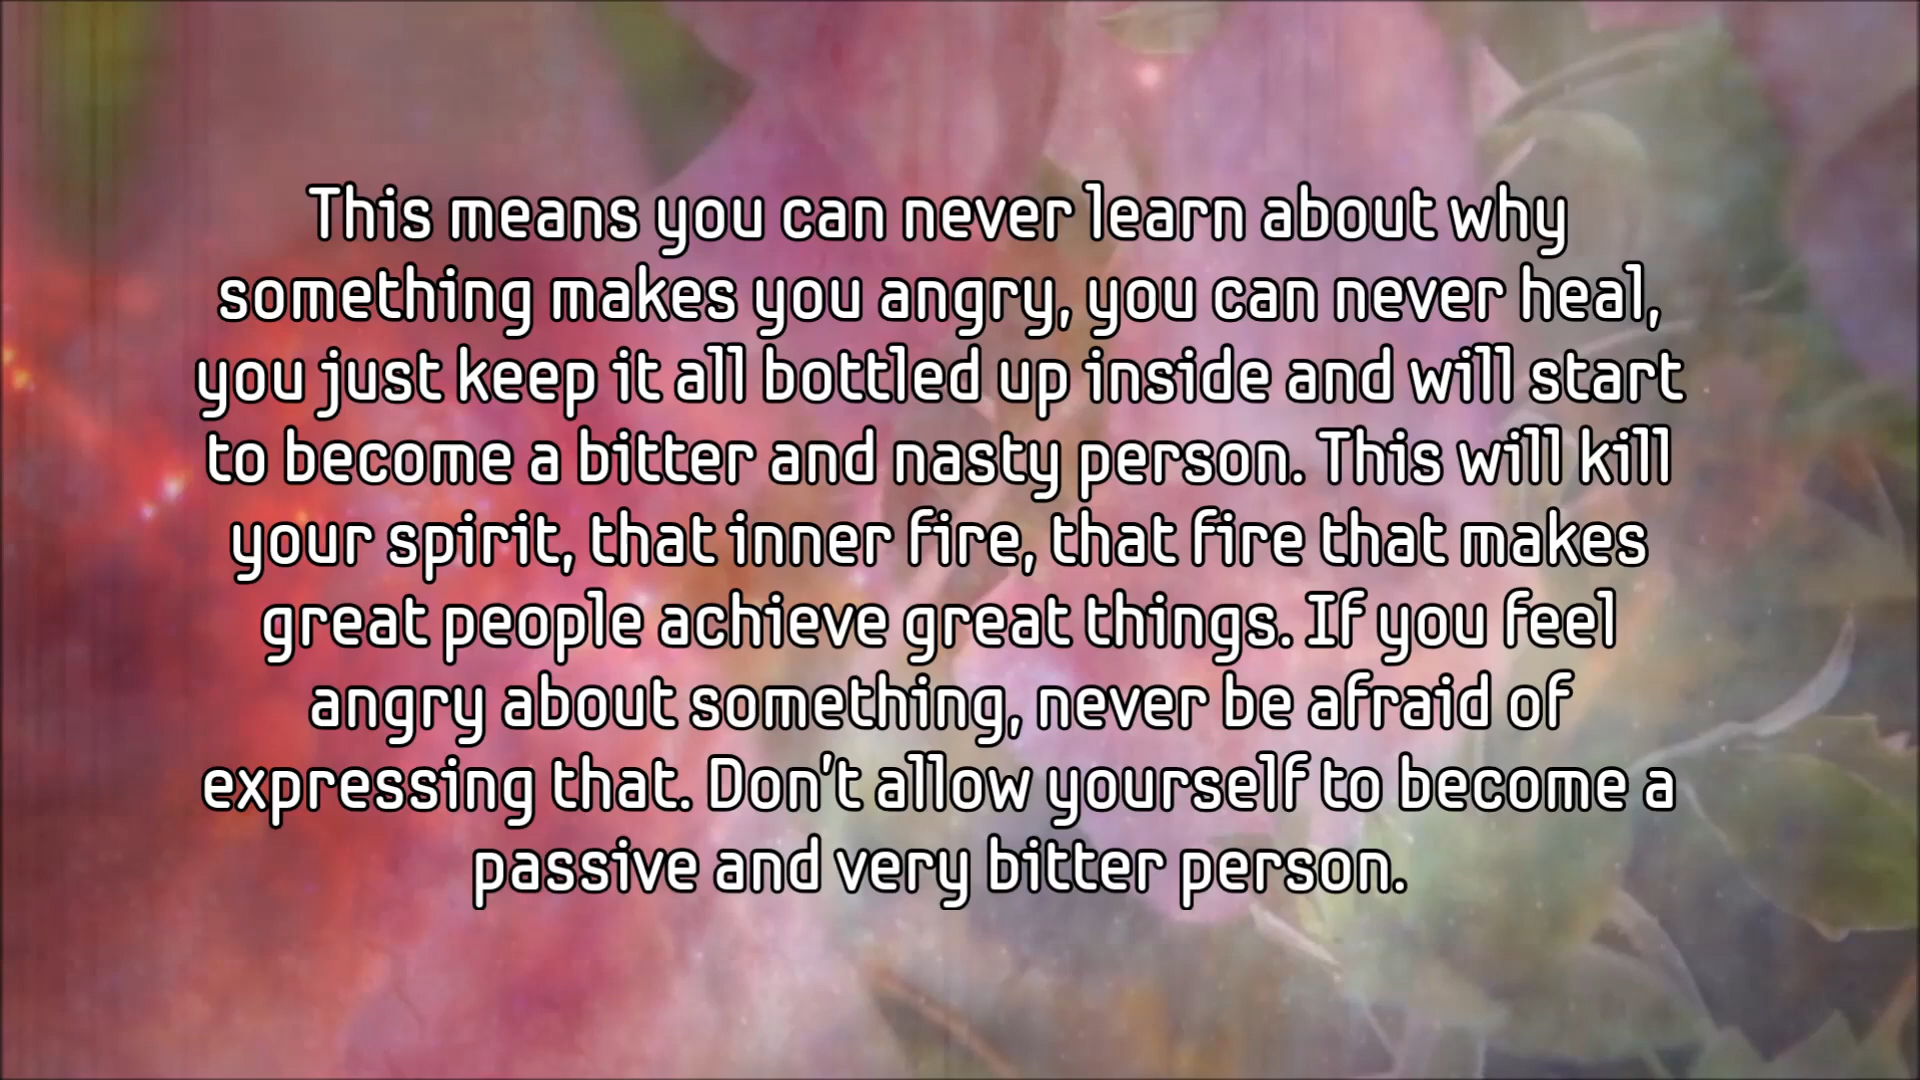 This means you can never learn about why
something makes you angry, you can never heal,
you just keep it all bottled up inside and will start
to become a bitter and nasty person. This will kill
your spirit, that inner fire, that fire that makes
great people achieve great things. If you feel
angry about something, never be afraid of
expressing that. Don't allow yourself to become a
passive and very bitter person.